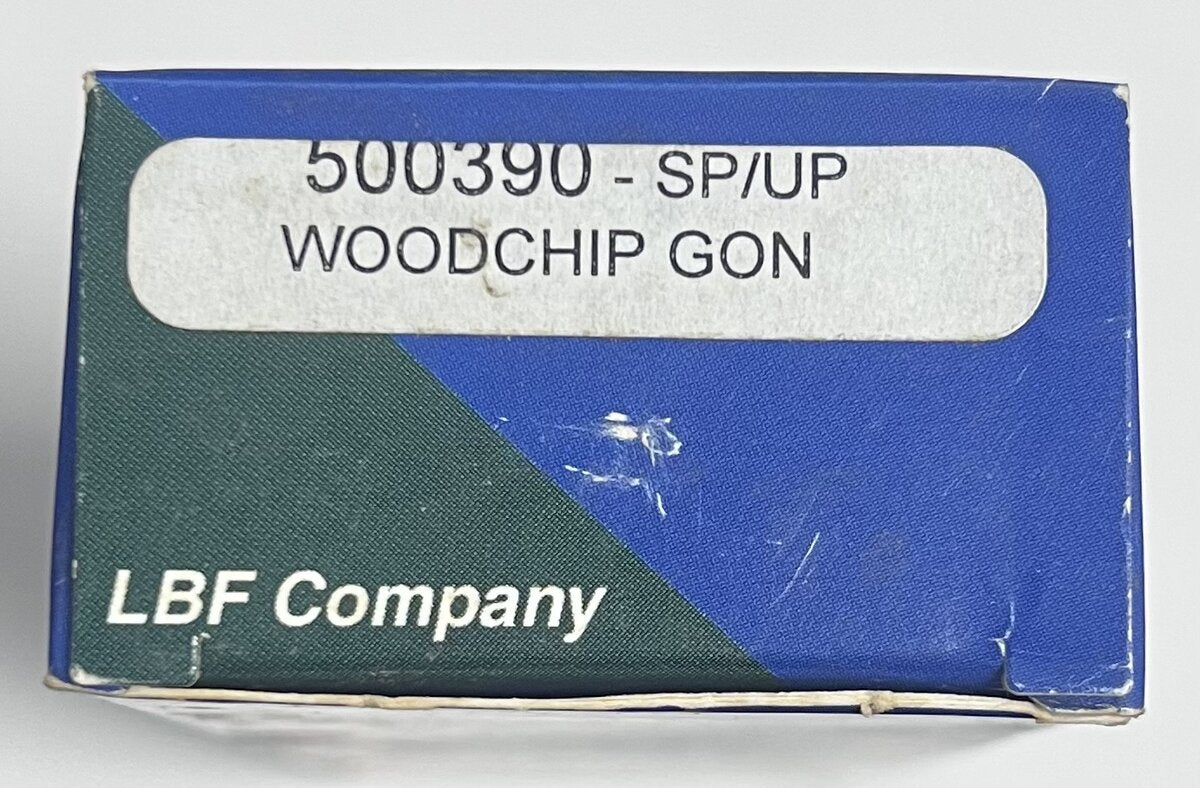 500390 - SP/UP
WOODCHIP GON
LBF Company